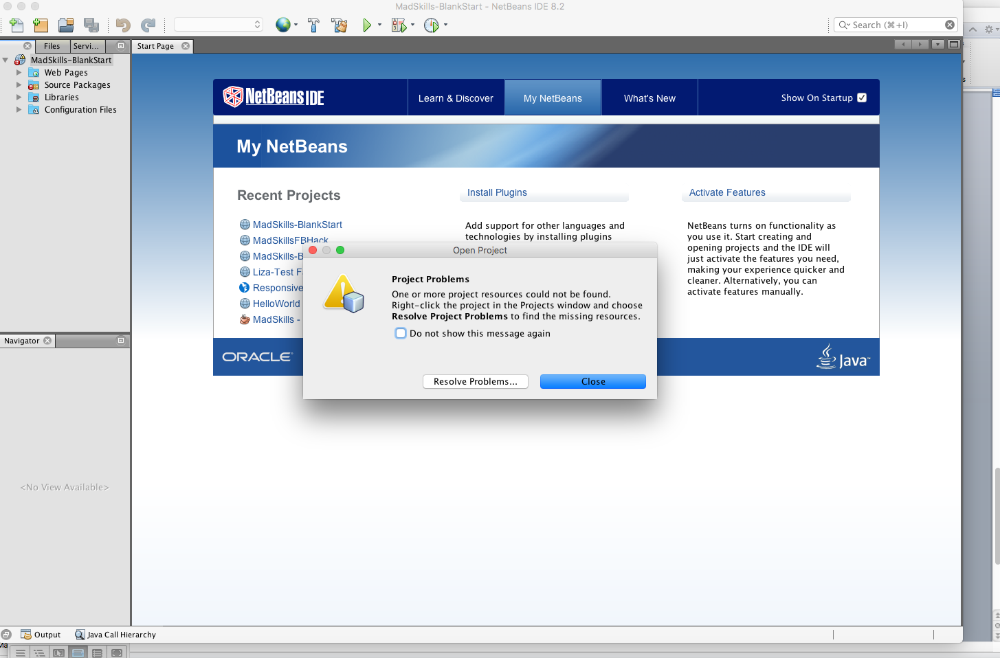 MadSkills-BlankStart - NetBeans IDE 8.2
Search (⌘+I)
Files
Servi...
Start Page
MadSkills-BlankStart
Web Pages
Source Packages
Libraries
Configuration Files
NetBeans IDE
Learn & Discover
My NetBeans
What's New
Show On Startup
My NetBeans
Recent Projects
MadSkills-BlankStart
MadSkillsFBHack
MadSkills-B
Liza-Test F
Responsive
HelloWorld
MadSkills -
Install Plugins
Add support for other languages and
technologies by installing plugins
Activate Features
NetBeans turns on functionality as
you use it. Start creating and
opening projects and the IDE will
just activate the features you need,
making your experience quicker and
cleaner. Alternatively, you can
activate features manually.
Open Project
Project Problems
One or more project resources could not be found.
Right-click the project in the Projects window and choose
Resolve Project Problems to find the missing resources.
Do not show this message again
Resolve Problems...
Close
ORACLE
Java™
Navigator
<No View Available>
Output
Java Call Hierarchy
Ma